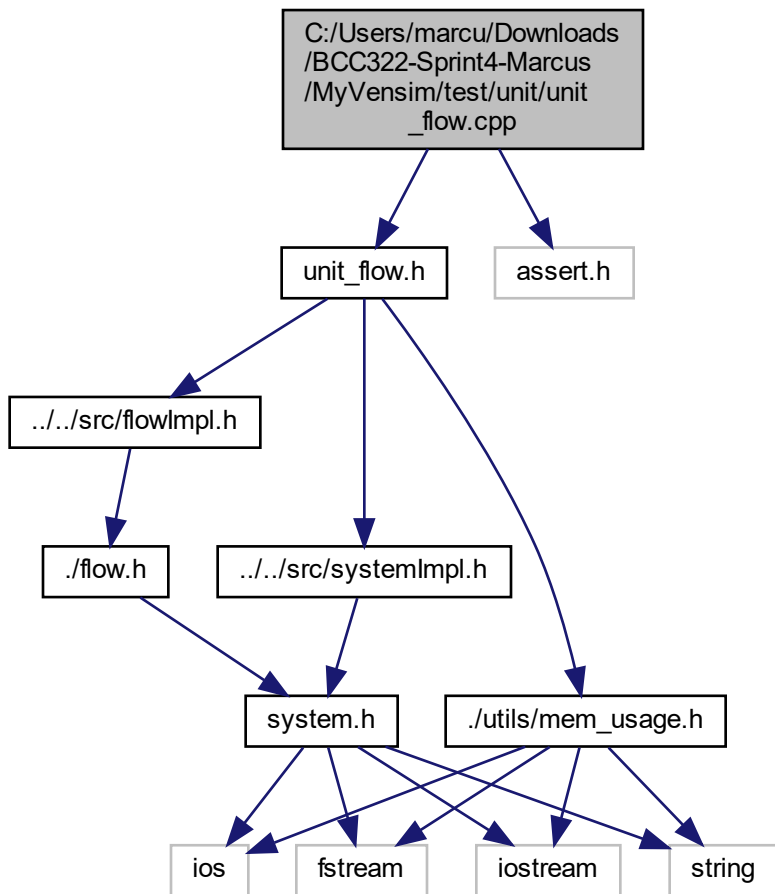 C:/Users/marcu/Downloads
/BCC322-Sprint4-Marcus
/MyVensim/test/unit/unit
_flow.cpp
unit_flow.h
assert.h
../../src/flowImpl.h
./flow.h
../../src/systemImpl.h
system.h
./utils/mem_usage.h
ios
fstream
iostream
string